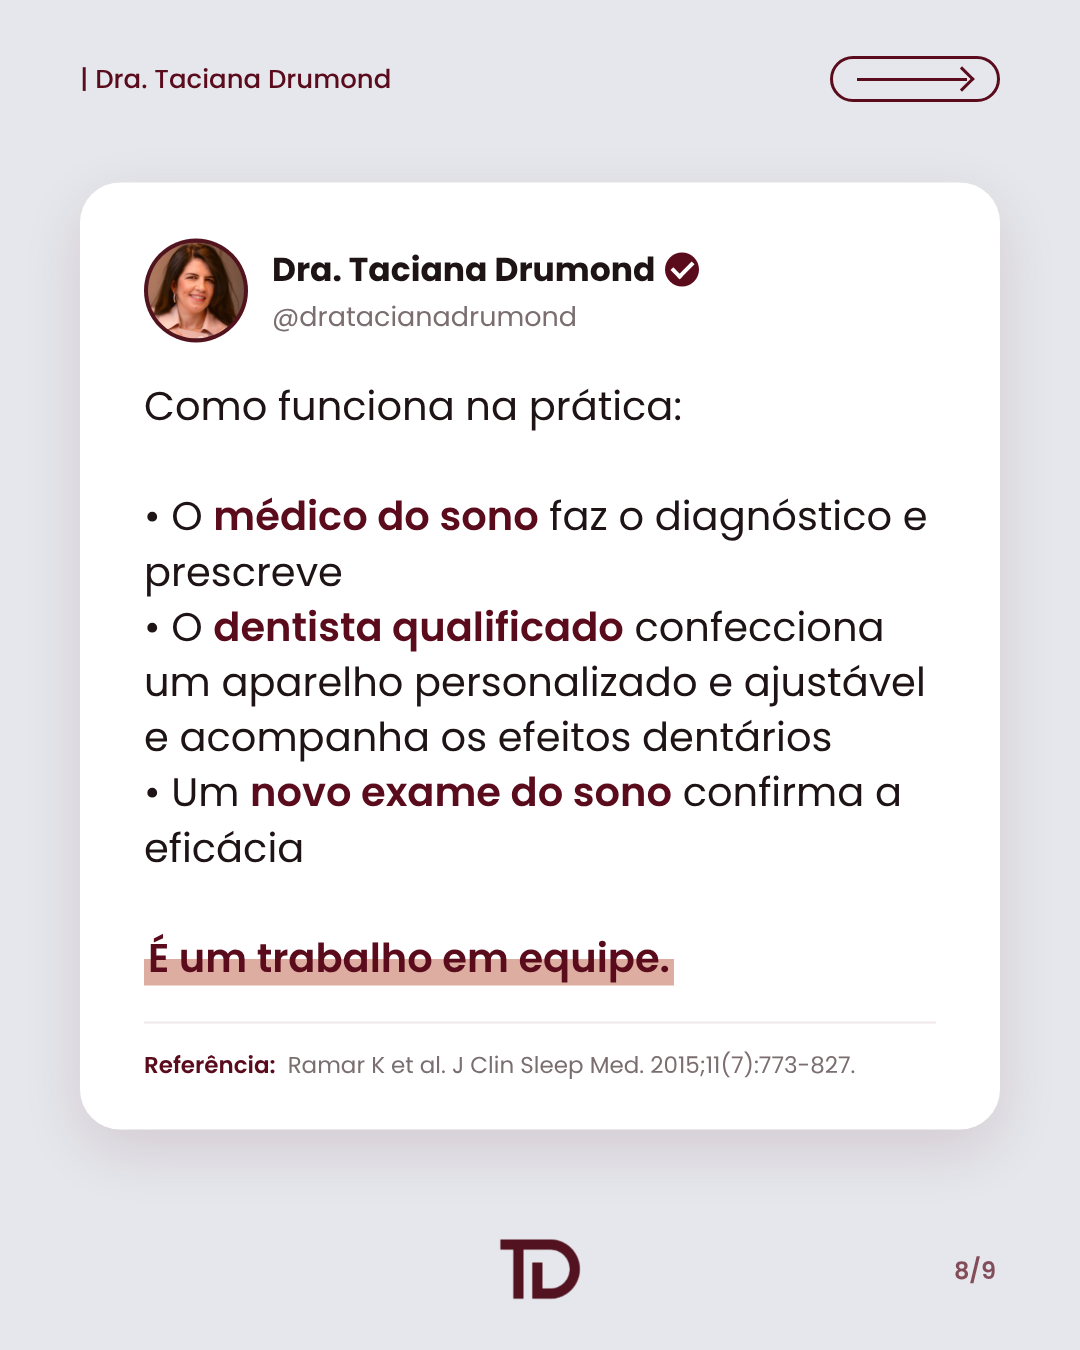 | Dra. Taciana Drumond
Dra. Taciana Drumond
@dratacianadrumond
Como funciona na prática:
• O médico do sono faz o diagnóstico e
prescreve
• O dentista qualificado confecciona
um aparelho personalizado e ajustável
e acompanha os efeitos dentários
• Um novo exame do sono confirma a
eficácia
É um trabalho em equipe.
Referência: Ramar K et al. J Clin Sleep Med. 2015;11(7):773-827.
TD
8/9